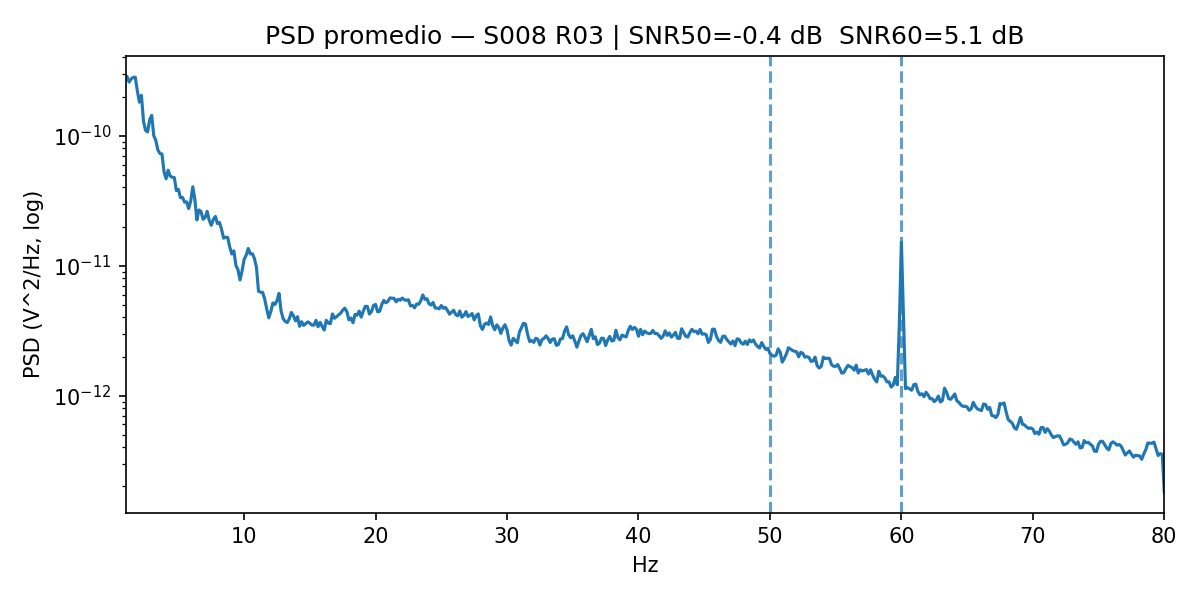 PSD promedio — S008 R03 | SNR50=-0.4 dB  SNR60=5.1 dB
PSD (V^2/Hz, log)
10⁻¹⁰
10⁻¹¹
10⁻¹²
10 20 30 40 50 60 70 80
Hz